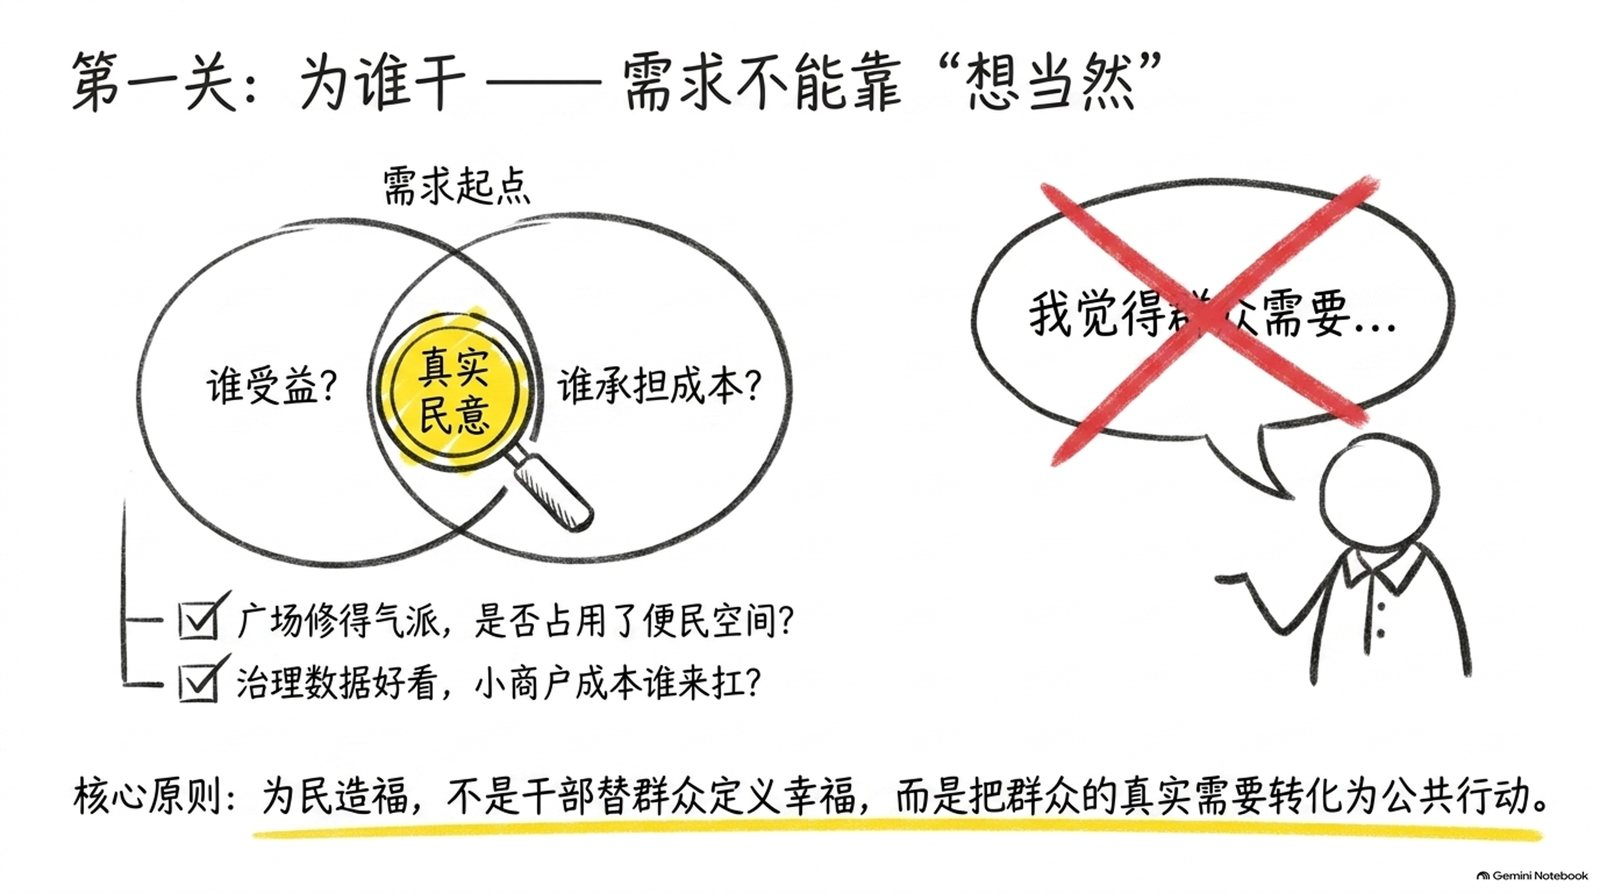 第一关：为谁干 —— 需求不能靠“想当然”
需求起点
谁受益？
真实
民意
谁承担成本？
我觉得群众需要...
广场修得气派，是否占用了便民空间？
治理数据好看，小商户成本谁来扛？
核心原则：为民造福，不是干部替群众定义幸福，而是把群众的真实需要转化为公共行动。
Gemini Notebook